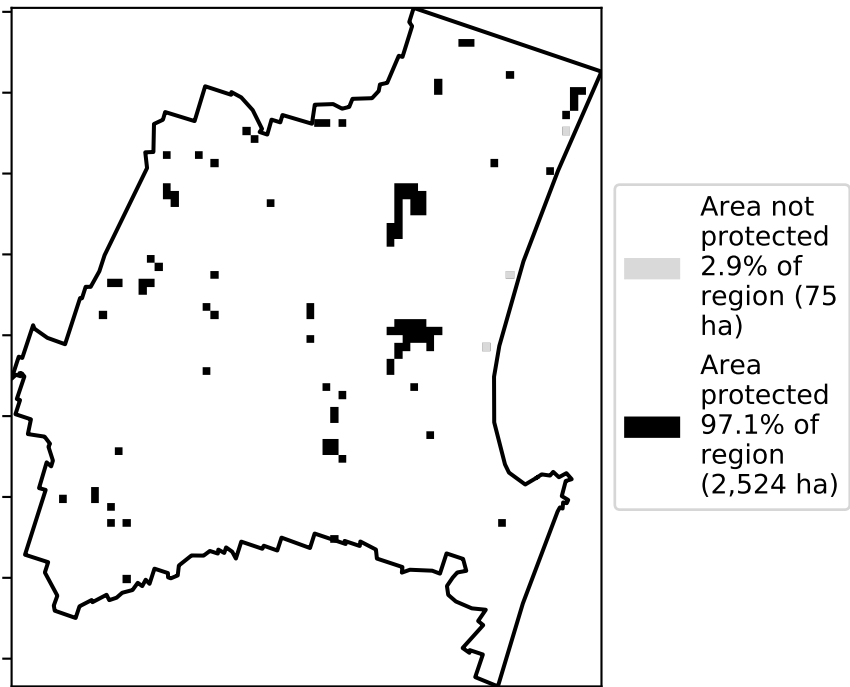 Area not
protected
2.9% of
region (75
ha)
Area
protected
97.1% of
region
(2,524 ha)